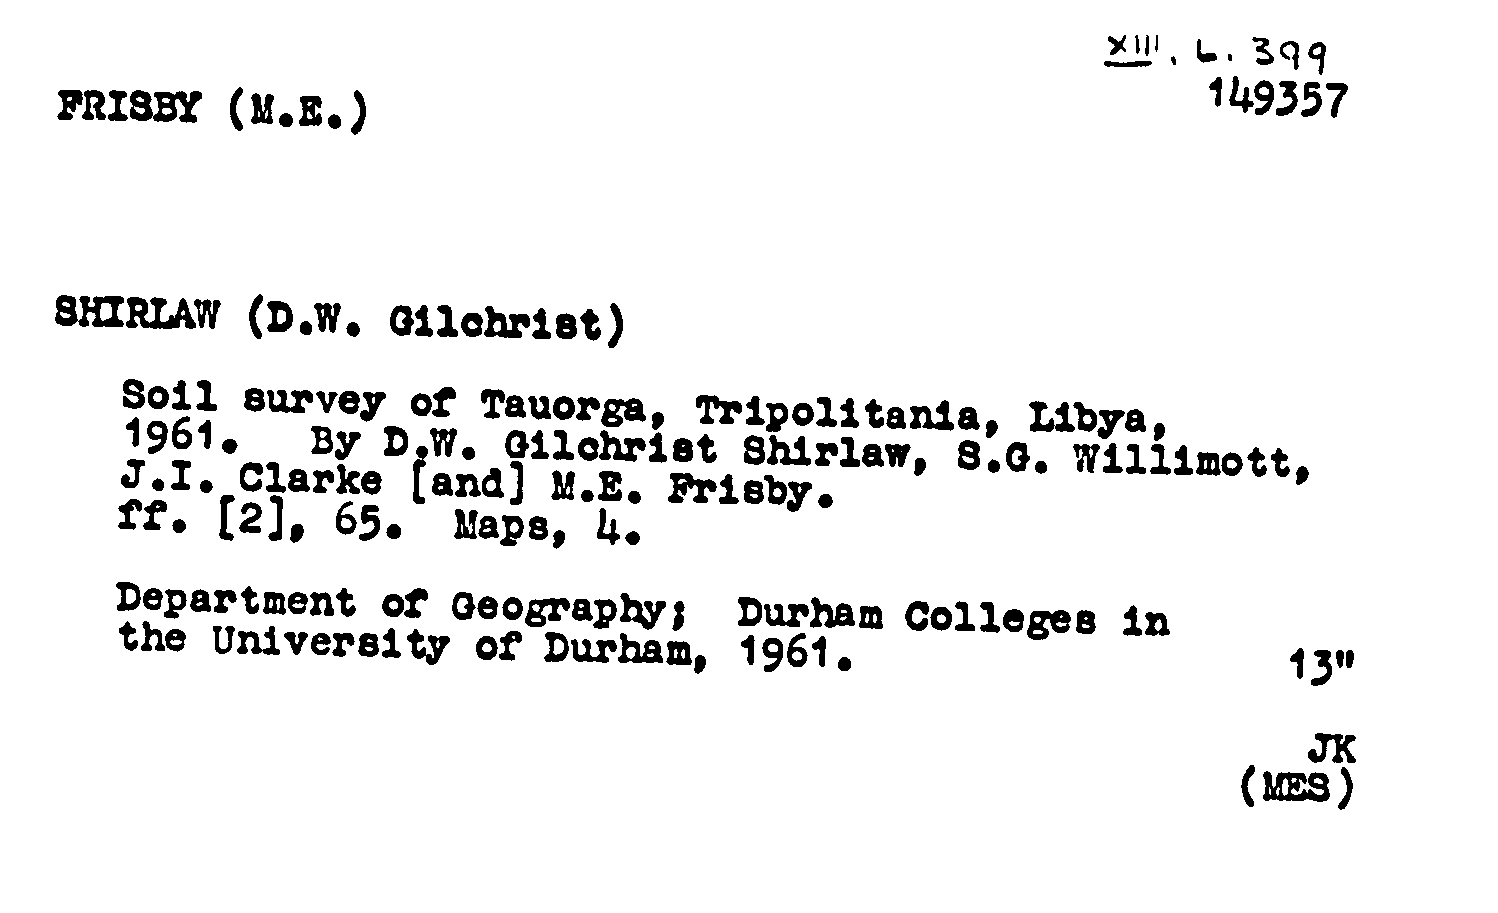 XIII. L. 399
149357
FRISBY (M.E.)
SHIRLAW (D.W. Gilchrist)
Soil survey of Tauorga, Tripolitania, Libya,
1961. By D.W. Gilchrist Shirlaw, S.G. Willimott,
J.I. Clarke [and] M.E. Frisby.
ff. [2], 65. Maps, 4.
Department of Geography; Durham Colleges in
the University of Durham, 1961.
13"
JK
(MES)